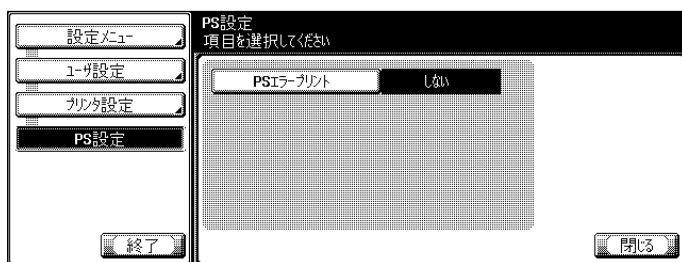 設定メニュー
ユーザ設定
プリンタ設定
PS設定
終了
PS設定
項目を選択してください
PSエラープリント
しない
閉じる